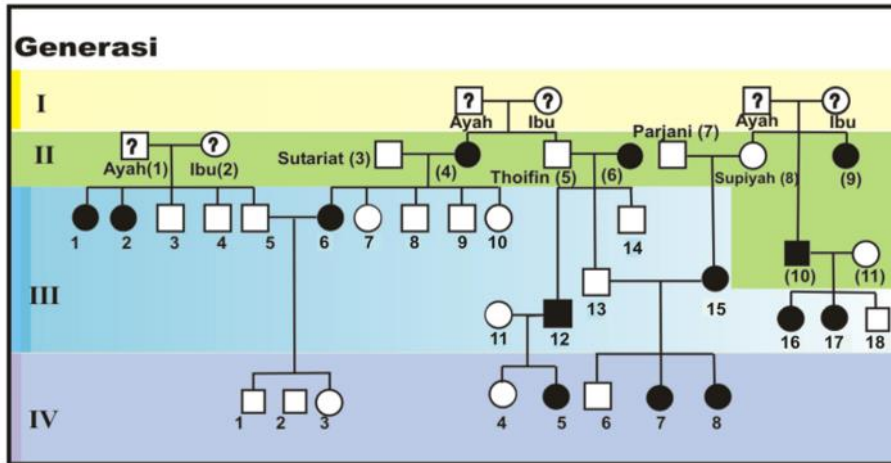 Generasi
I
? ? ? ?
Ayah Ibu Ayah Ibu
II
? ?
Ayah(1) Ibu(2) Sutariat (3) (4) Thoifin (5) (6) Parjani (7) Supiyah (8) (9)
(10) (11)
III
1 2 3 4 5 6 7 8 9 10 14
13 15
11 12 16 17 18
IV
1 2 3 4 5 6 7 8